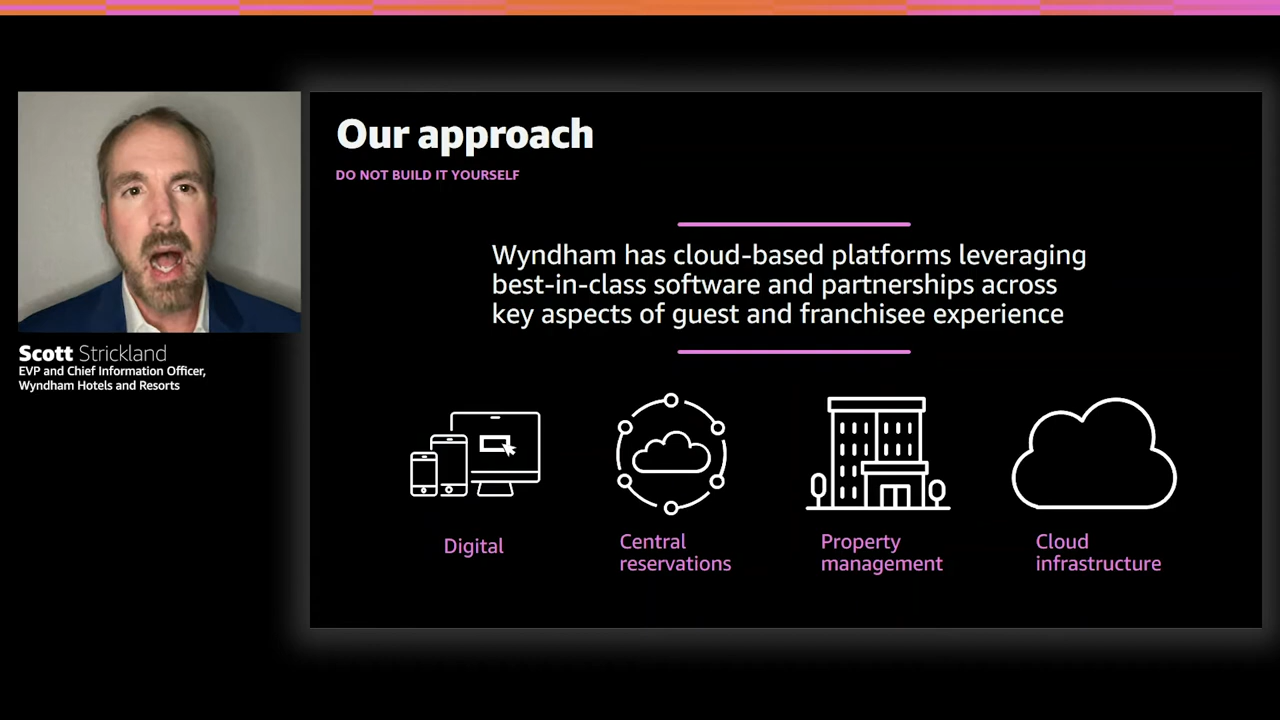 Our approach
DO NOT BUILD IT YOURSELF
Wyndham has cloud-based platforms leveraging
best-in-class software and partnerships across
key aspects of guest and franchisee experience
Scott Strickland
EVP and Chief Information Officer,
Wyndham Hotels and Resorts
Digital
Central
reservations
Property
management
Cloud
infrastructure